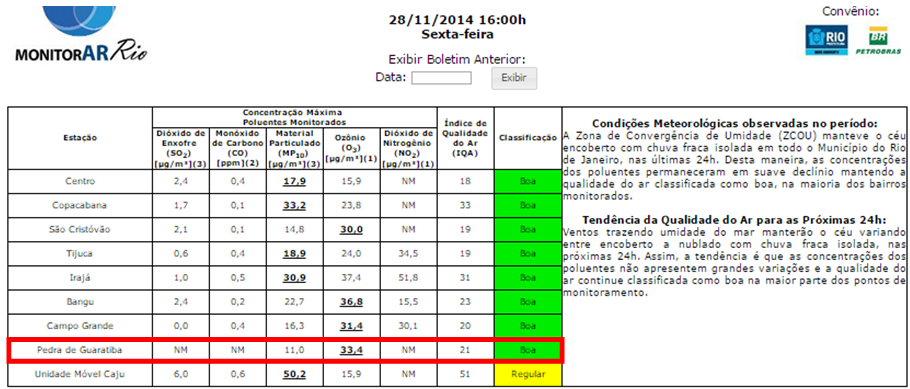 28/11/2014 16:00h
Sexta-feira
Exibir Boletim Anterior:
Data: Exibir
Convênio:
MONITORAR Rio
RIO
PREFEITURA
BR
PETROBRAS
Estação
Concentração Máxima
Poluentes Monitorados
Dióxido de Enxofre (SO2) [µg/m³](3)
Monóxido de Carbono (CO) [ppm](2)
Material Particulado (MP10) [µg/m³](3)
Ozônio (O3) [µg/m³](1)
Dióxido de Nitrogênio (NO2) [µg/m³](1)
Índice de Qualidade do Ar (IQA)
Classificação
Centro 2,4 0,4 17,9 15,9 NM 18 Boa
Copacabana 1,7 0,1 33,2 23,8 NM 33 Boa
São Cristóvão 2,1 0,1 14,8 30,0 NM 19 Boa
Tijuca 0,6 0,4 18,9 24,0 34,5 19 Boa
Irajá 1,0 0,5 30,9 37,4 51,8 31 Boa
Bangu 2,4 0,2 22,7 36,8 15,5 23 Boa
Campo Grande 0,0 0,4 16,3 31,4 30,1 20 Boa
Pedra de Guaratiba NM NM 11,0 33,4 NM 21 Boa
Unidade Móvel Caju 6,0 0,6 50,2 15,9 NM 51 Regular
Condições Meteorológicas observadas no período:
A Zona de Convergência de Umidade (ZCOU) manteve o céu
encoberto com chuva fraca isolada em todo o Município do Rio
de Janeiro, nas últimas 24h. Desta maneira, as concentrações
dos poluentes permaneceram em suave declínio mantendo a
qualidade do ar classificada como boa, na maioria dos bairros
monitorados.
Tendência da Qualidade do Ar para as Próximas 24h:
Ventos trazendo umidade do mar manterão o céu variando
entre encoberto a nublado com chuva fraca isolada, nas
próximas 24h. Assim, a tendência é que as concentrações dos
poluentes não apresentem grandes variações e a qualidade do
ar continue classificada como boa na maior parte dos pontos de
monitoramento.